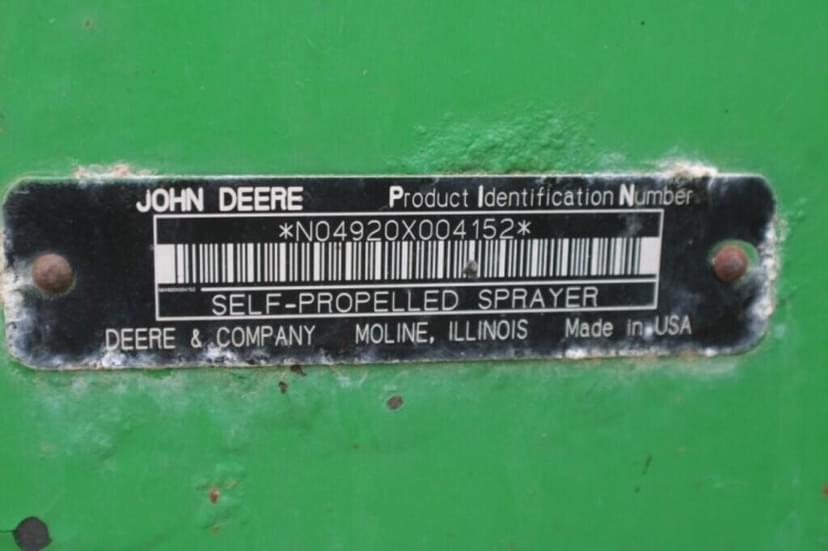 JOHN DEERE Product Identification Number
*N04920X004152*
SELF-PROPELLED SPRAYER
DEERE & COMPANY MOLINE, ILLINOIS Made in USA